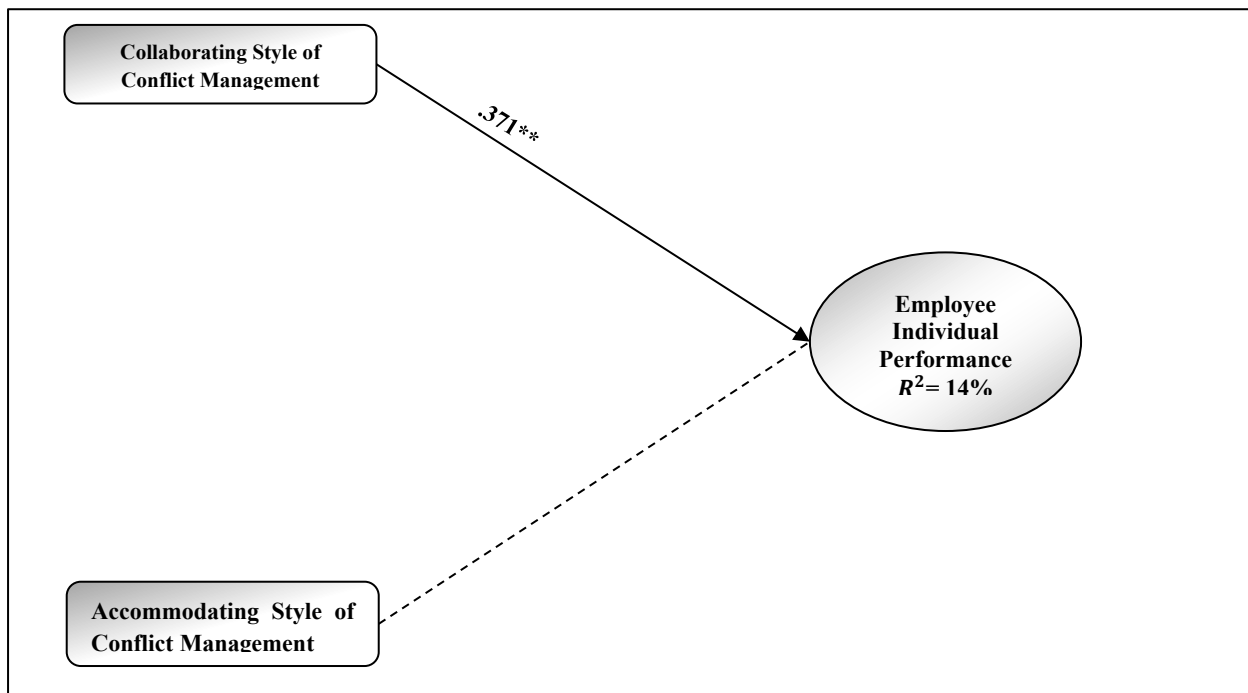 Collaborating Style of
Conflict Management
.371**
Employee
Individual
Performance
R²= 14%
Accommodating Style of
Conflict Management